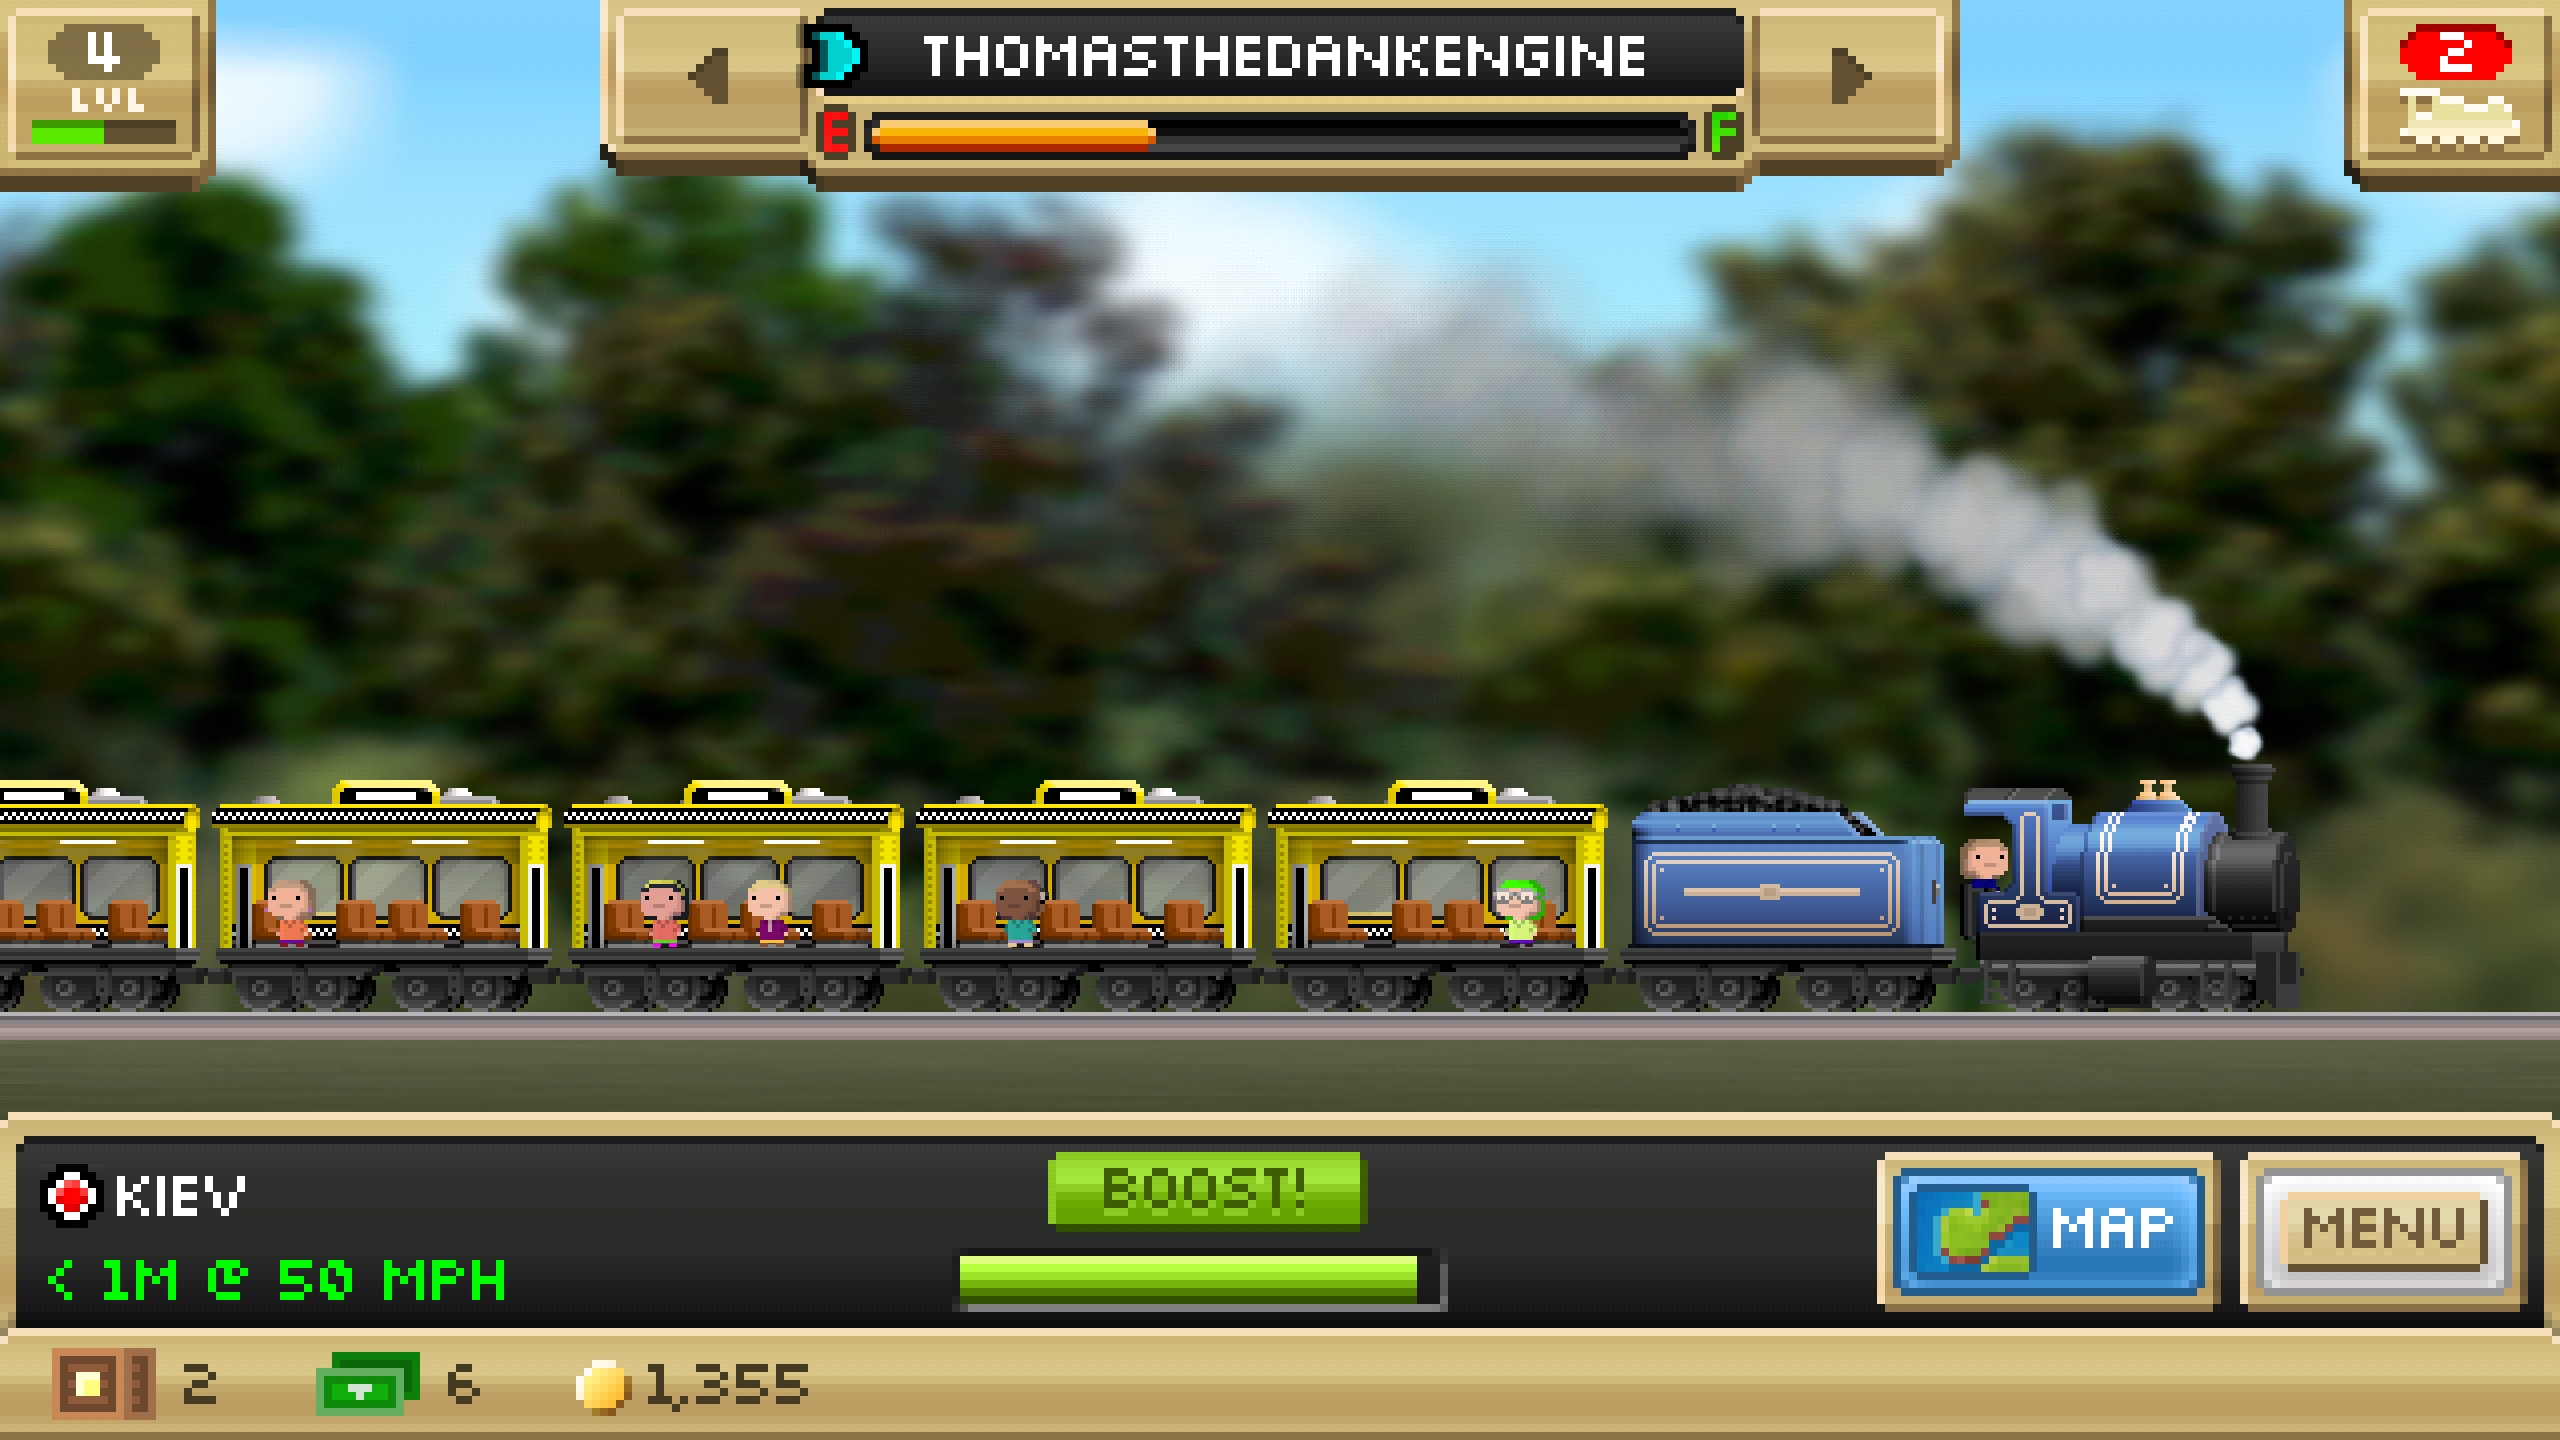 4
LVL
THOMASTHEDANKENGINE
E F
2
KIEV
< 1M @ 50 MPH
BOOST!
MAP
MENU
2 6 1,355